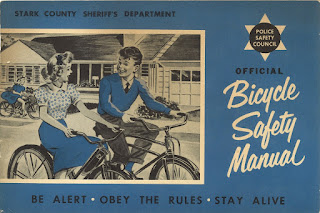 STARK COUNTY SHERIFF'S DEPARTMENT
POLICE
SAFETY
COUNCIL
OFFICIAL
Bicycle
Safety
Manual
BE ALERT • OBEY THE RULES • STAY ALIVE